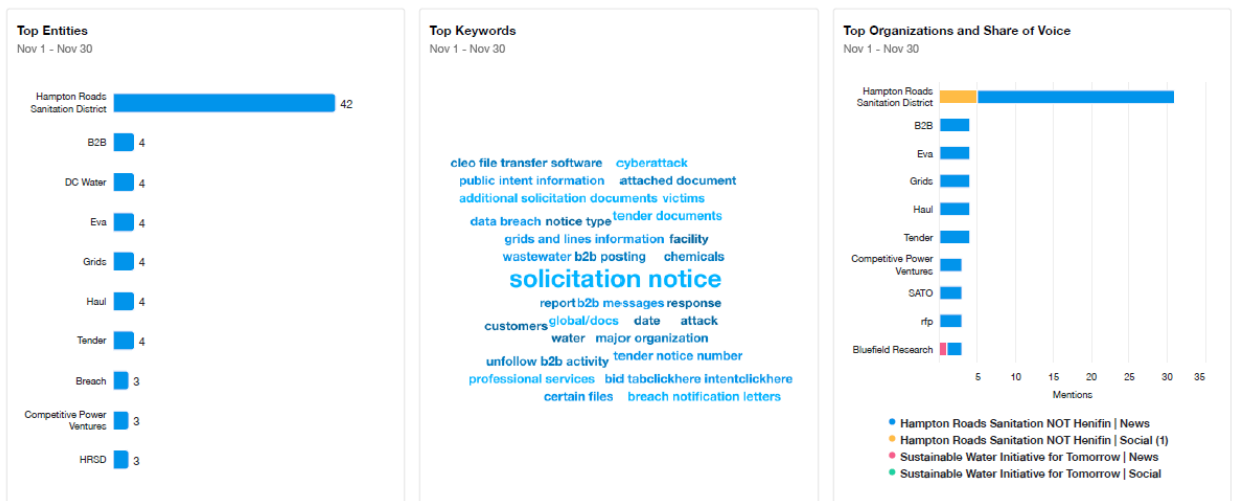 Top Entities
Nov 1 - Nov 30
Hampton Roads
Sanitation District
42
B2B
4
DC Water
4
Eva
4
Grids
4
Haul
4
Tender
4
Breach
3
Competitive Power
Ventures
3
HRSD
3
Top Keywords
Nov 1 - Nov 30
cleo file transfer software cyberattack
public intent information attached document
additional solicitation documents victims
data breach notice type tender documents
grids and lines information facility
wastewater b2b posting chemicals
solicitation notice
report b2b messages response
customers global/docs date attack
water major organization
unfollow b2b activity tender notice number
professional services bid tabclickhere intentclickhere
certain files breach notification letters
Top Organizations and Share of Voice
Nov 1 - Nov 30
Hampton Roads
Sanitation District
B2B
Eva
Grids
Haul
Tender
Competitive Power
Ventures
SATO
rfp
Bluefield Research
5 10 15 20 25 30 35
Mentions
Hampton Roads Sanitation NOT Henifin | News
Hampton Roads Sanitation NOT Henifin | Social (1)
Sustainable Water Initiative for Tomorrow | News
Sustainable Water Initiative for Tomorrow | Social